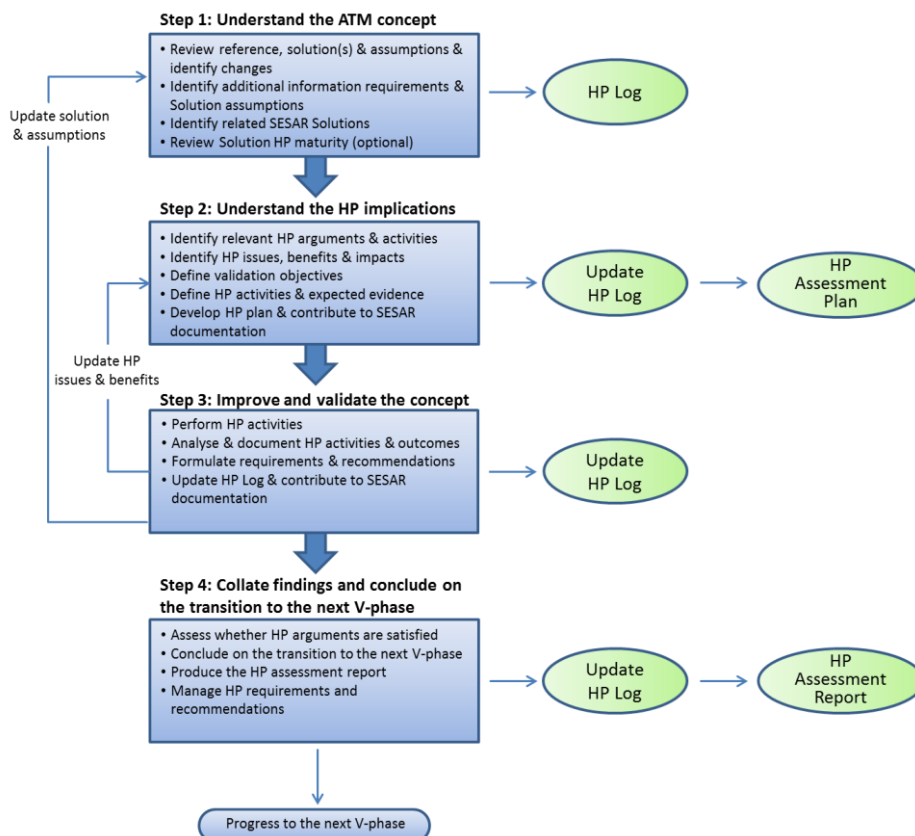 Step 1: Understand the ATM concept
• Review reference, solution(s) & assumptions &
identify changes
• Identify additional information requirements &
Solution assumptions
• Identify related SESAR Solutions
• Review Solution HP maturity (optional)
HP Log
Update solution
& assumptions
Step 2: Understand the HP implications
• Identify relevant HP arguments & activities
• Identify HP issues, benefits & impacts
• Define validation objectives
• Define HP activities & expected evidence
• Develop HP plan & contribute to SESAR
documentation
Update
HP Log
HP
Assessment
Plan
Update HP
issues & benefits
Step 3: Improve and validate the concept
• Perform HP activities
• Analyse & document HP activities & outcomes
• Formulate requirements & recommendations
• Update HP Log & contribute to SESAR
documentation
Update
HP Log
Step 4: Collate findings and conclude on
the transition to the next V-phase
• Assess whether HP arguments are satisfied
• Conclude on the transition to the next V-phase
• Produce the HP assessment report
• Manage HP requirements and
recommendations
Update
HP Log
HP
Assessment
Report
Progress to the next V-phase